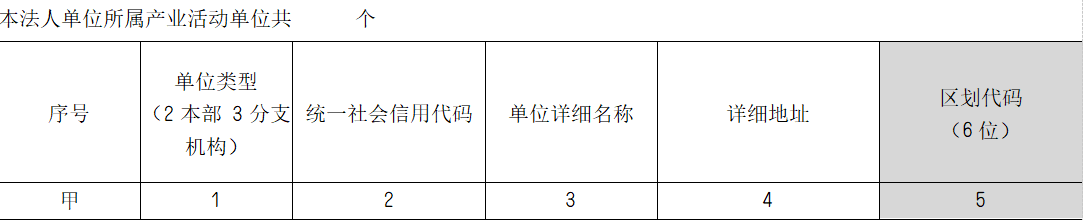 本法人单位所属产业活动单位共 个
序号
单位类型
（2本部 3分支
机构）
统一社会信用代码
单位详细名称
详细地址
区划代码
（6位）
甲 1 2 3 4 5